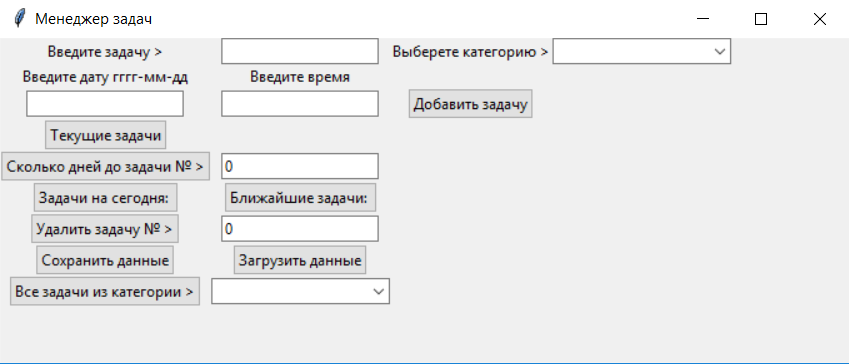 Менеджер задач
Введите задачу > Выберете категорию >
Введите дату гггг-мм-дд Введите время
Добавить задачу
Текущие задачи
Сколько дней до задачи № > 0
Задачи на сегодня: Ближайшие задачи:
Удалить задачу № > 0
Сохранить данные Загрузить данные
Все задачи из категории >